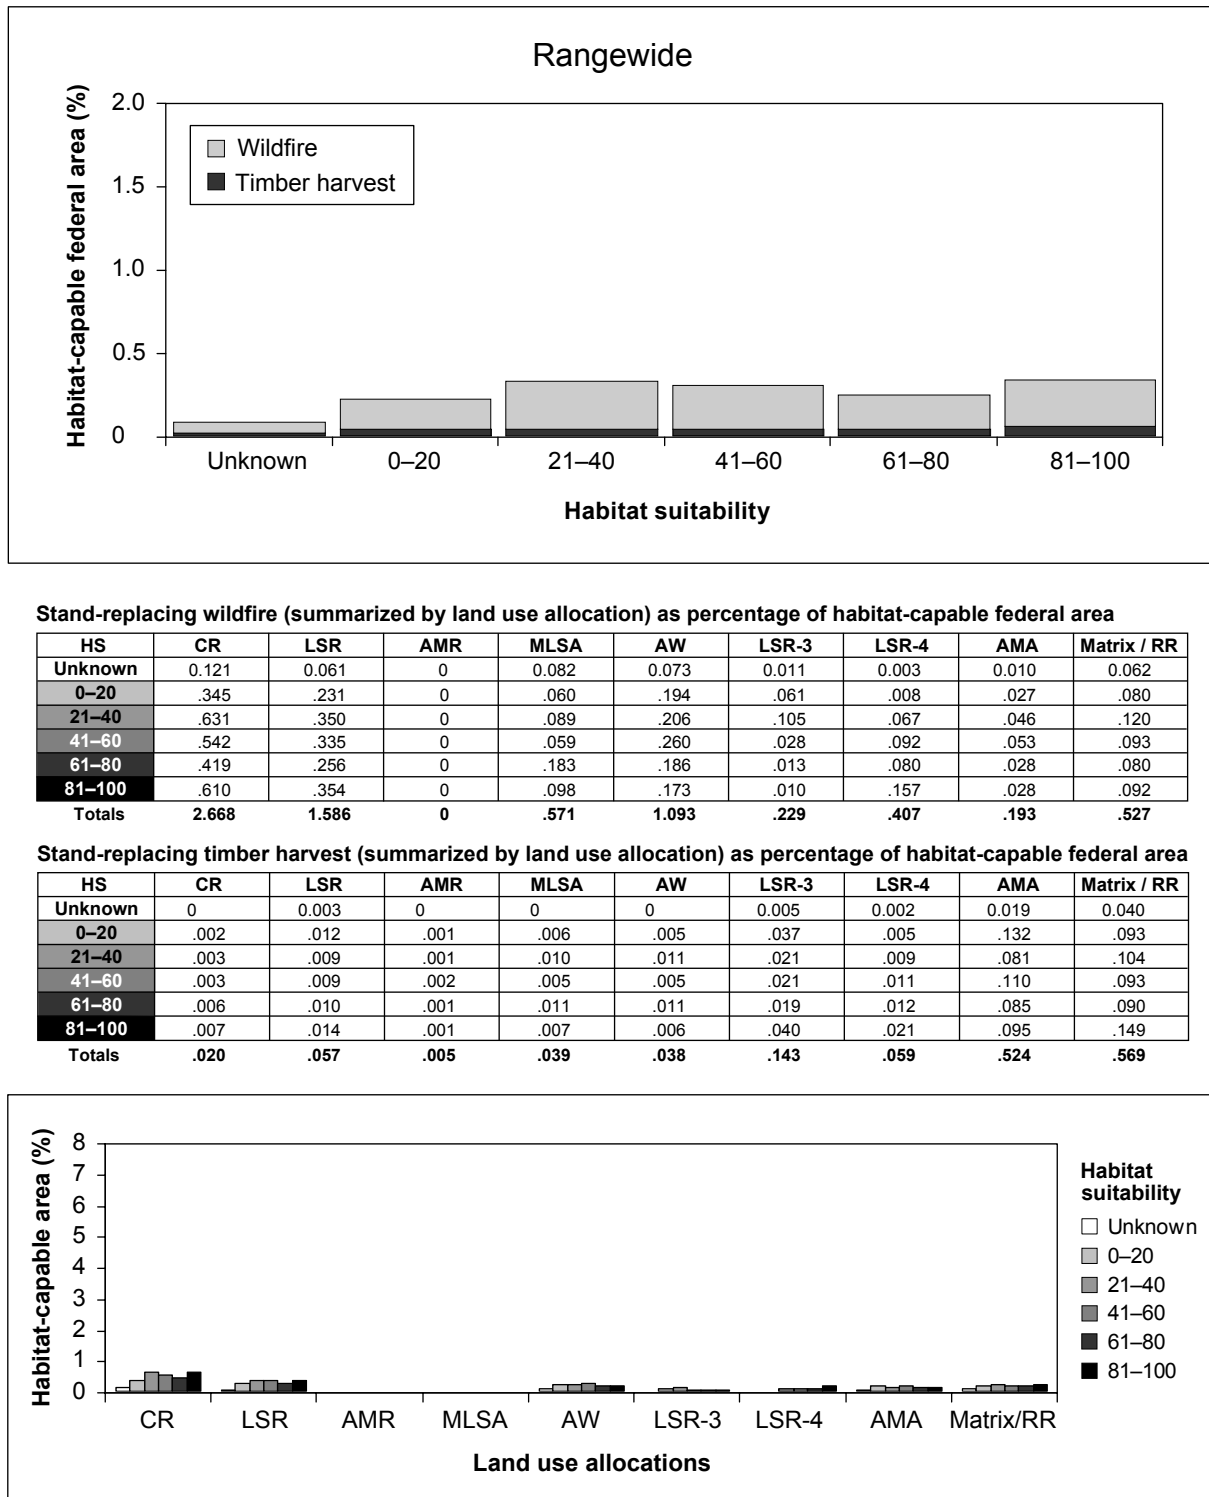 Rangewide
Habitat-capable federal area (%)
2.0
1.5
1.0
0.5
0
Wildfire
Timber harvest
Unknown 0–20 21–40 41–60 61–80 81–100
Habitat suitability
Stand-replacing wildfire (summarized by land use allocation) as percentage of habitat-capable federal area
HS CR LSR AMR MLSA AW LSR-3 LSR-4 AMA Matrix / RR
Unknown 0.121 0.061 0 0.082 0.073 0.011 0.003 0.010 0.062
0–20 .345 .231 0 .060 .194 .061 .008 .027 .080
21–40 .631 .350 0 .089 .206 .105 .067 .046 .120
41–60 .542 .335 0 .059 .260 .028 .092 .053 .093
61–80 .419 .256 0 .183 .186 .013 .080 .028 .080
81–100 .610 .354 0 .098 .173 .010 .157 .028 .092
Totals 2.668 1.586 0 .571 1.093 .229 .407 .193 .527
Stand-replacing timber harvest (summarized by land use allocation) as percentage of habitat-capable federal area
HS CR LSR AMR MLSA AW LSR-3 LSR-4 AMA Matrix / RR
Unknown 0 0.003 0 0 0 0.005 0.002 0.019 0.040
0–20 .002 .012 .001 .006 .005 .037 .005 .132 .093
21–40 .003 .009 .001 .010 .011 .021 .009 .081 .104
41–60 .003 .009 .002 .005 .005 .021 .011 .110 .093
61–80 .006 .010 .001 .011 .011 .019 .012 .085 .090
81–100 .007 .014 .001 .007 .006 .040 .021 .095 .149
Totals .020 .057 .005 .039 .038 .143 .059 .524 .569
Habitat-capable area (%)
8
7
6
5
4
3
2
1
0
CR LSR AMR MLSA AW LSR-3 LSR-4 AMA Matrix/RR
Land use allocations
Habitat
suitability
Unknown
0–20
21–40
41–60
61–80
81–100